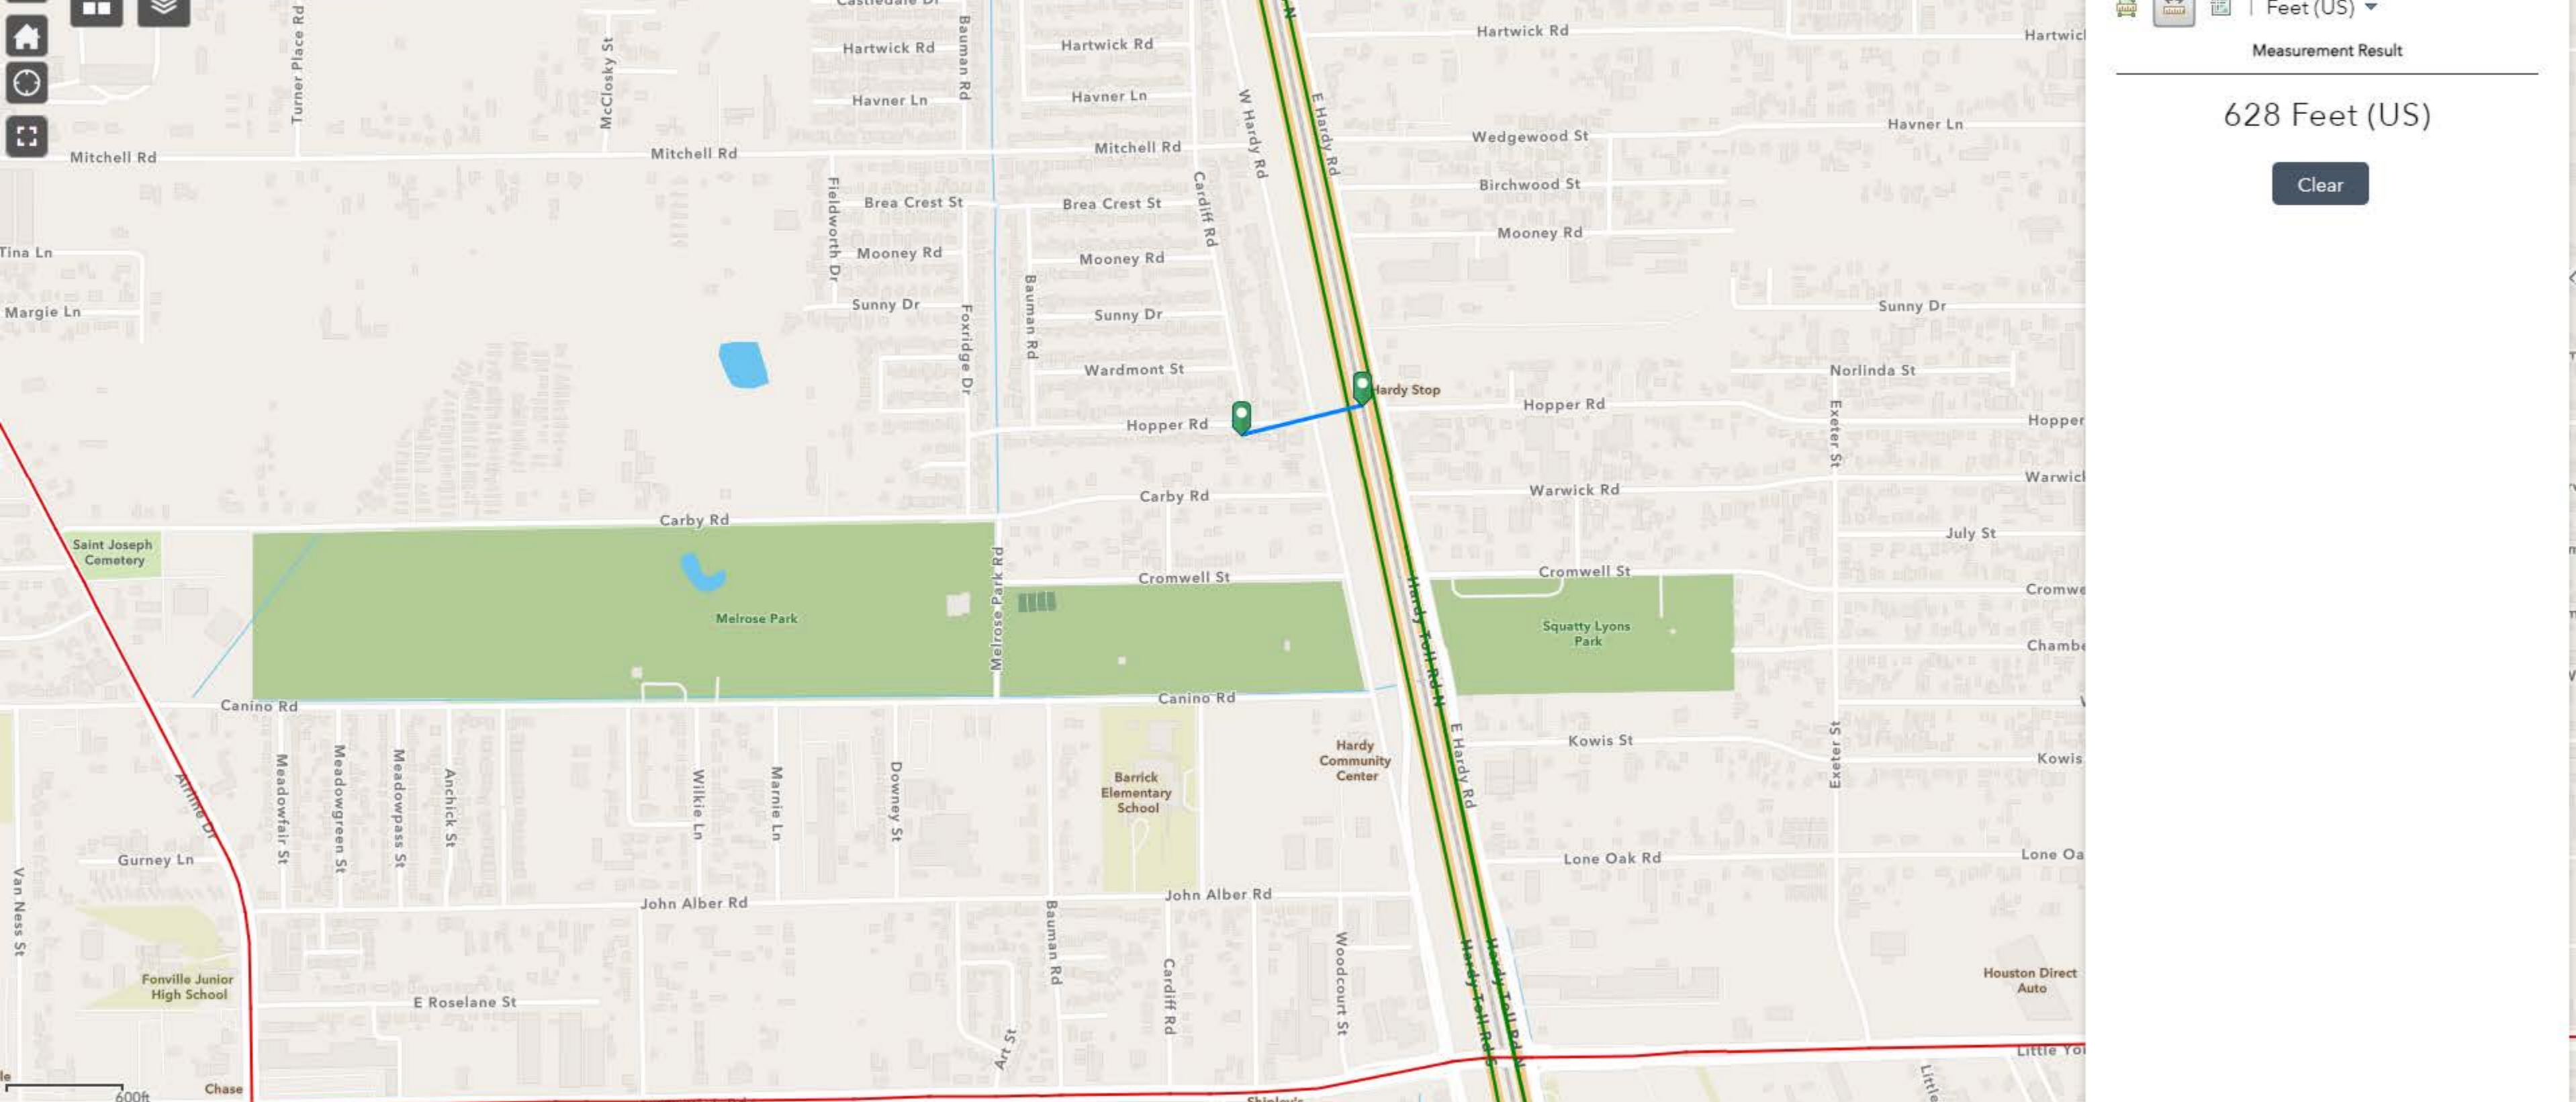 Feet (US)
Measurement Result
628 Feet (US)
Clear
Turner Place Rd
McClosky St
Hartwick Rd
Bauman Rd
Hartwick Rd
Hartwick Rd
Havner Ln
Havner Ln
W Hardy Rd
E Hardy Rd
Wedgewood St
Havner Ln
Mitchell Rd
Mitchell Rd
Mitchell Rd
Birchwood St
Fieldworth Dr
Brea Crest St
Brea Crest St
Cardiff Rd
Mooney Rd
Tina Ln
Mooney Rd
Mooney Rd
Margie Ln
Sunny Dr
Foxridge Dr
Bauman Rd
Sunny Dr
Sunny Dr
Wardmont St
Norlinda St
Hardy Stop
Hopper Rd
Hopper Rd
Hopper
Exeter St
Carby Rd
Warwick Rd
Carby Rd
Saint Joseph
Cemetery
July St
Cromwell St
Cromwell St
Melrose Park Rd
Melrose Park
Hardy Toll Rd N
Squatty Lyons
Park
Canino Rd
Canino Rd
E Hardy Rd
Kowis St
Exeter St
Kowis
Hardy
Community
Center
Barrick
Elementary
School
Airline Dr
Meadowfair St
Meadowgreen St
Meadowpass St
Anchick St
Wilkie Ln
Marnie Ln
Downey St
Gurney Ln
Lone Oak Rd
Van Ness St
John Alber Rd
John Alber Rd
Bauman Rd
Cardiff Rd
Woodcourt St
Hardy Toll Rd S
Hardy Toll Rd N
Fonville Junior
High School
E Roselane St
Art St
Houston Direct
Auto
Little
600ft
Chase